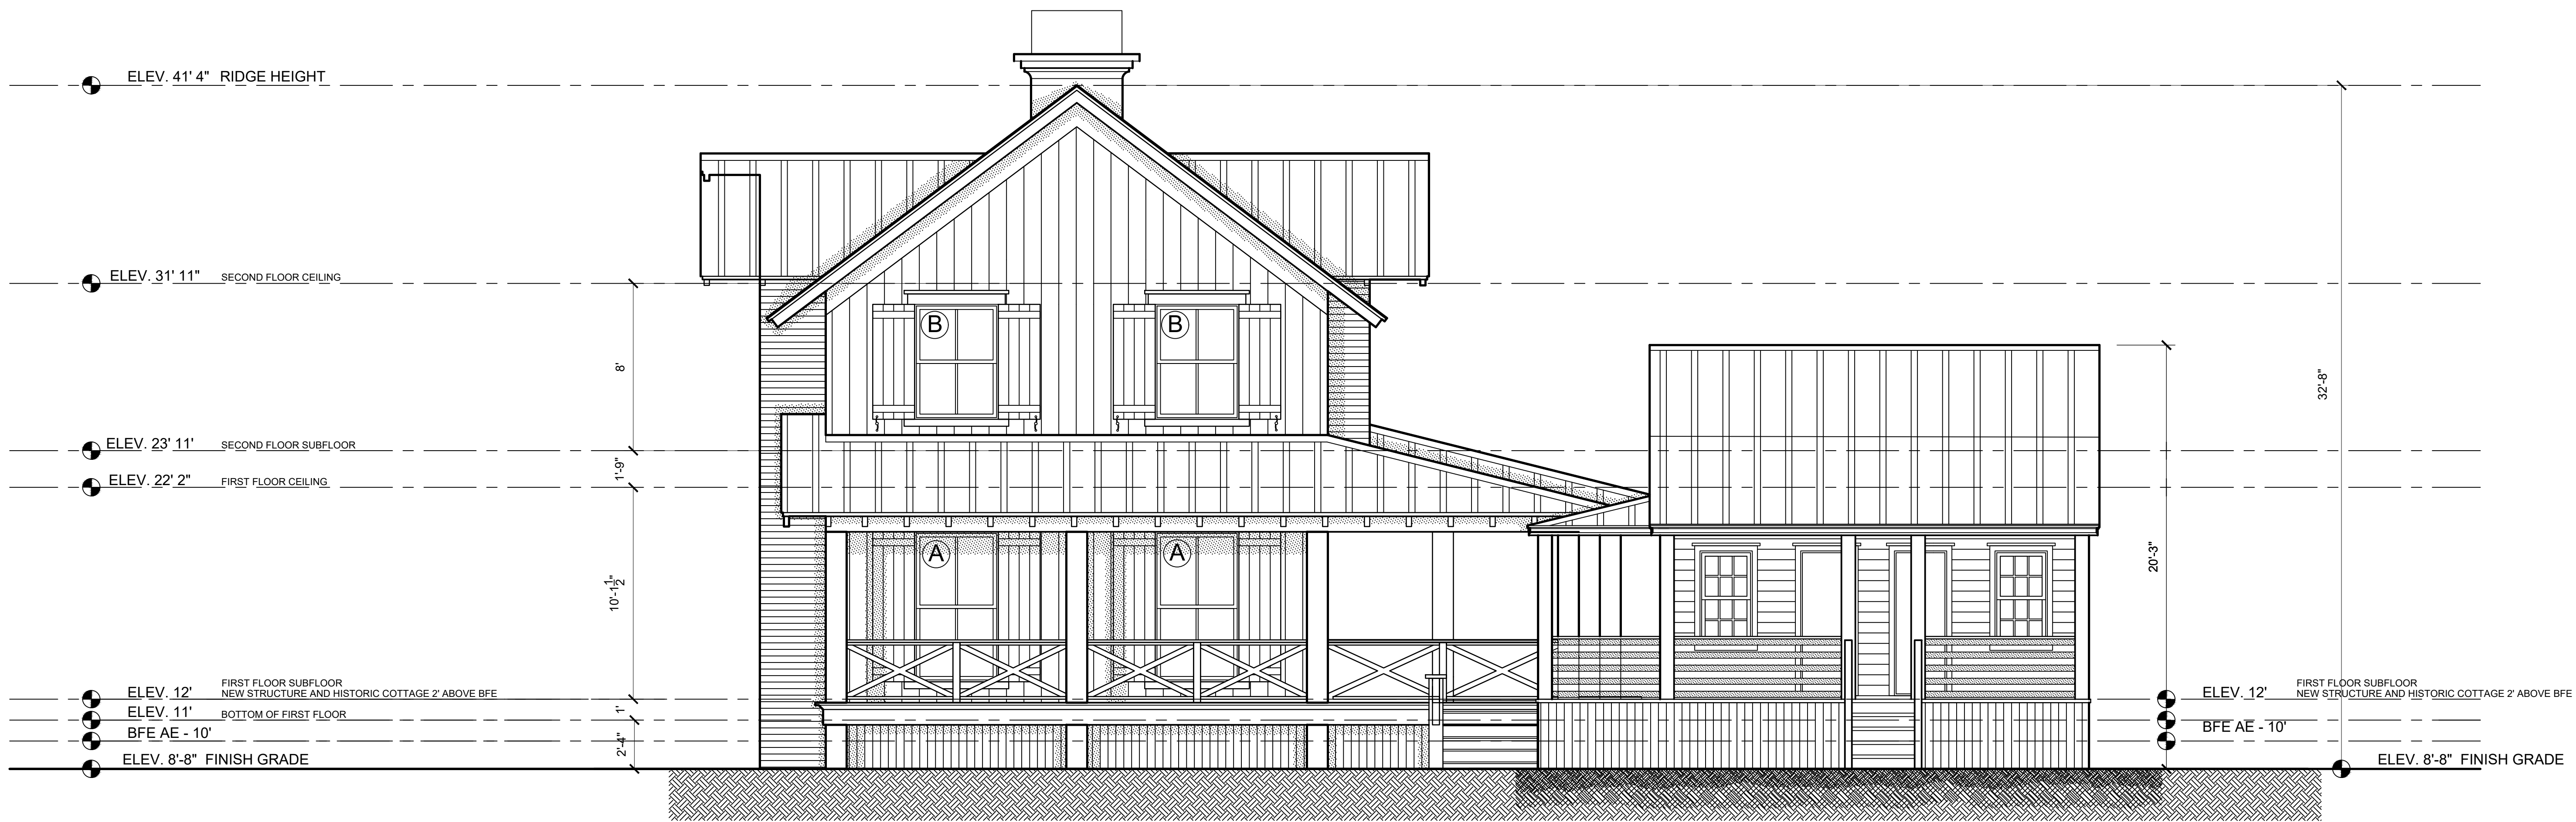 ELEV. 41' 4" RIDGE HEIGHT
ELEV. 31' 11" SECOND FLOOR CEILING
B B
8'
32'-8"
ELEV. 23' 11' SECOND FLOOR SUBFLOOR
1'-9"
ELEV. 22' 2" FIRST FLOOR CEILING
A A
20'-3"
10'-1 1/2"
FIRST FLOOR SUBFLOOR
ELEV. 12' NEW STRUCTURE AND HISTORIC COTTAGE 2' ABOVE BFE
FIRST FLOOR SUBFLOOR
ELEV. 12' NEW STRUCTURE AND HISTORIC COTTAGE 2' ABOVE BFE
ELEV. 11' BOTTOM OF FIRST FLOOR
1'
BFE AE - 10'
BFE AE - 10'
2'-4"
ELEV. 8'-8" FINISH GRADE
ELEV. 8'-8" FINISH GRADE